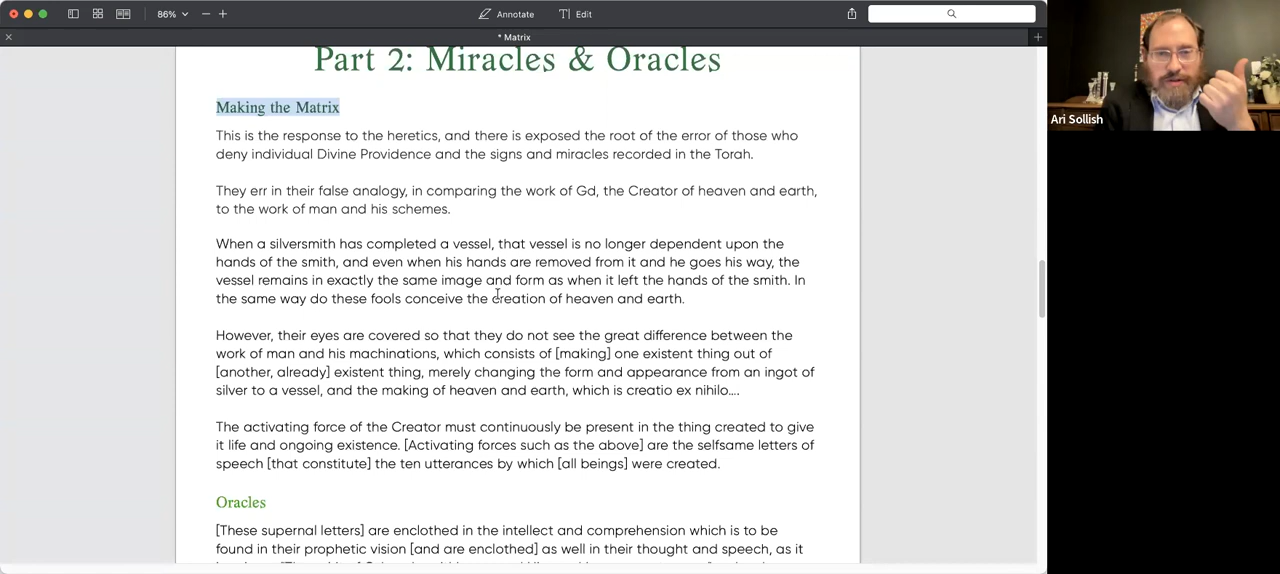 86%
Annotate
Edit
* Matrix
Part 2: Miracles & Oracles
Making the Matrix
This is the response to the heretics, and there is exposed the root of the error of those who
deny individual Divine Providence and the signs and miracles recorded in the Torah.
They err in their false analogy, in comparing the work of Gd, the Creator of heaven and earth,
to the work of man and his schemes.
When a silversmith has completed a vessel, that vessel is no longer dependent upon the
hands of the smith, and even when his hands are removed from it and he goes his way, the
vessel remains in exactly the same image and form as when it left the hands of the smith. In
the same way do these fools conceive the creation of heaven and earth.
However, their eyes are covered so that they do not see the great difference between the
work of man and his machinations, which consists of [making] one existent thing out of
[another, already] existent thing, merely changing the form and appearance from an ingot of
silver to a vessel, and the making of heaven and earth, which is creatio ex nihilo....
The activating force of the Creator must continuously be present in the thing created to give
it life and ongoing existence. [Activating forces such as the above] are the selfsame letters of
speech [that constitute] the ten utterances by which [all beings] were created.
Oracles
[These supernal letters] are enclothed in the intellect and comprehension which is to be
found in their prophetic vision [and are enclothed] as well in their thought and speech, as it
Ari Sollish